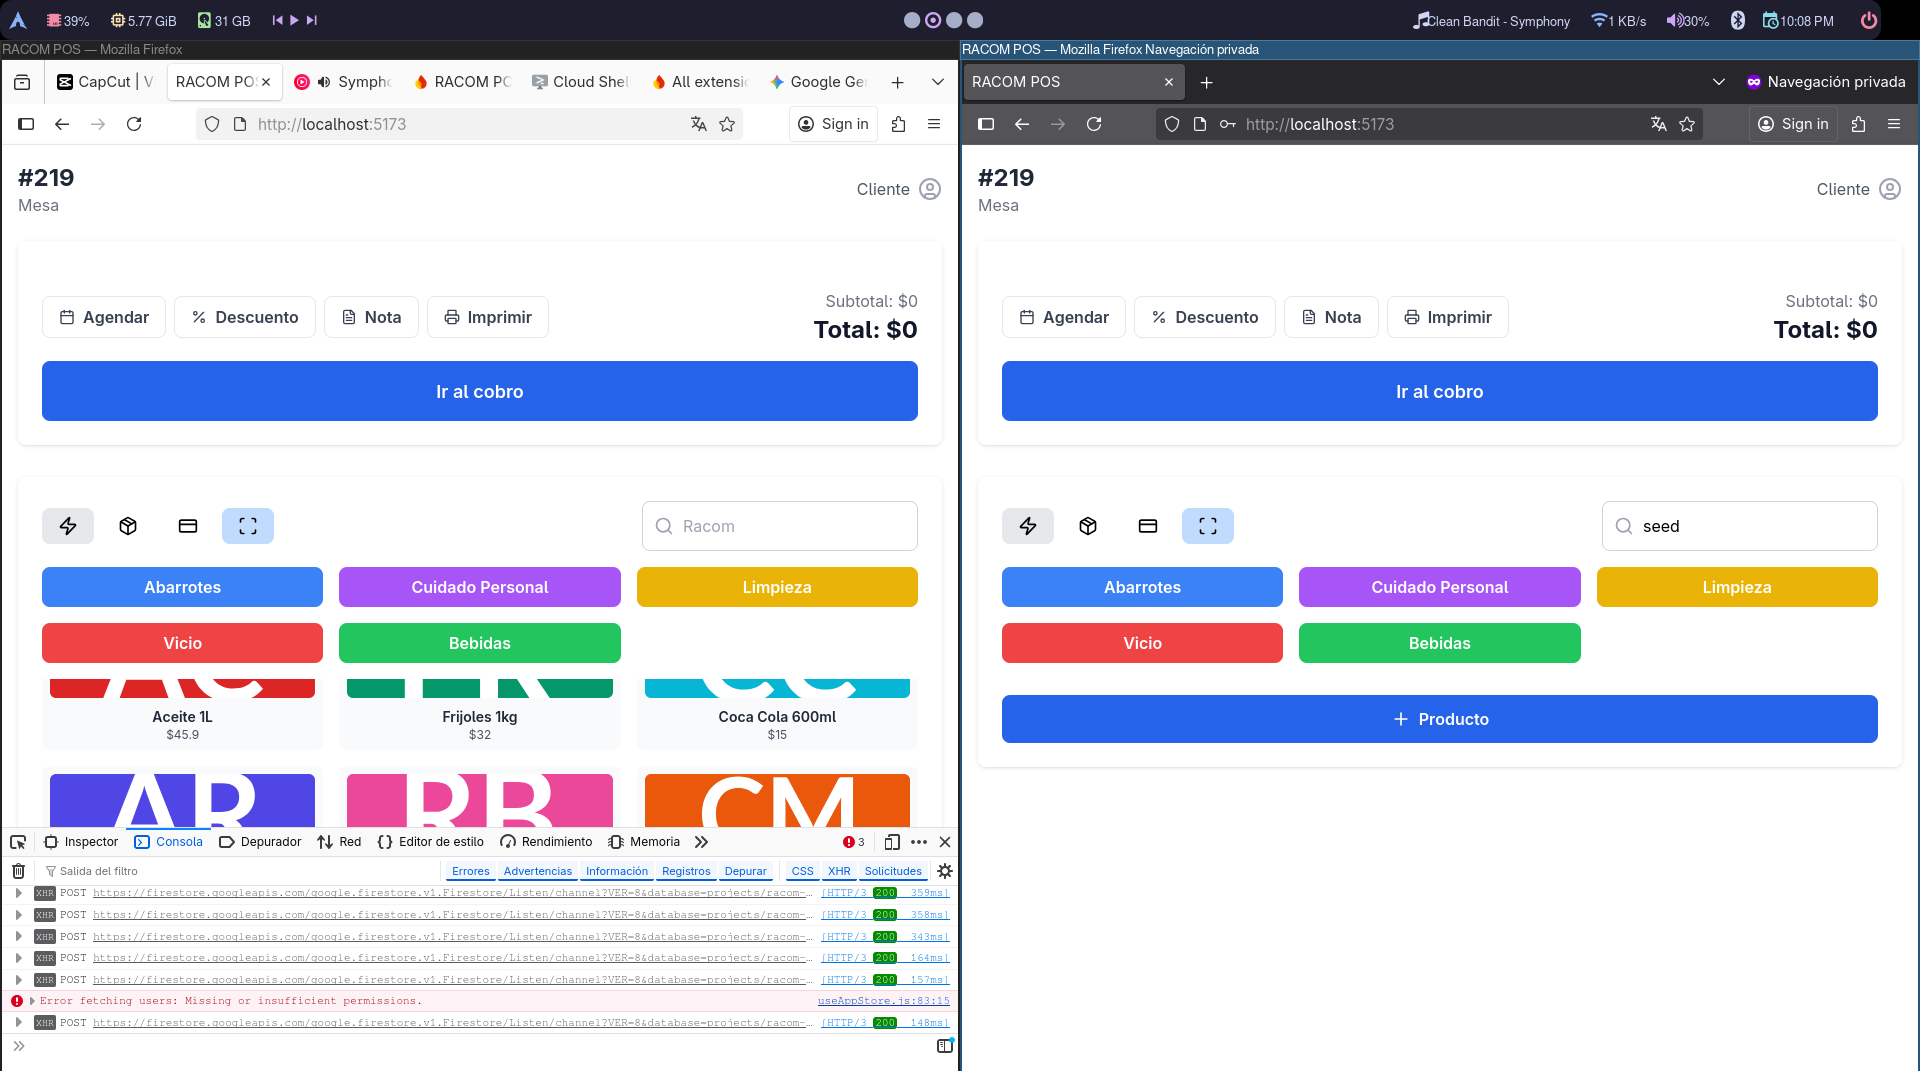 39% 5.77 GiB 31 GB
Clean Bandit - Symphony 1 KB/s 30% 10:08 PM
RACOM POS — Mozilla Firefox
CapCut | V RACOM PO Sympho RACOM PO Cloud Shel All extensi Google Ge
http://localhost:5173 Sign in
#219
Mesa
Cliente
Agendar Descuento Nota Imprimir
Subtotal: $0
Total: $0
Ir al cobro
Racom
Abarrotes Cuidado Personal Limpieza
Vicio Bebidas
AC FR CC
Aceite 1L Frijoles 1kg Coca Cola 600ml
$45.9 $32 $15
AR RB CM
Inspector Consola Depurador Red Editor de estilo Rendimiento Memoria 3
Salida del filtro Errores Advertencias Información Registros Depurar CSS XHR Solicitudes
XHR POST https://firestore.googleapis.com/google.firestore.v1.Firestore/Listen/channel?VER=8&database=projects/racom-… [HTTP/3 200 359ms]
XHR POST https://firestore.googleapis.com/google.firestore.v1.Firestore/Listen/channel?VER=8&database=projects/racom-… [HTTP/3 200 358ms]
XHR POST https://firestore.googleapis.com/google.firestore.v1.Firestore/Listen/channel?VER=8&database=projects/racom-… [HTTP/3 200 343ms]
XHR POST https://firestore.googleapis.com/google.firestore.v1.Firestore/Listen/channel?VER=8&database=projects/racom-… [HTTP/3 200 164ms]
XHR POST https://firestore.googleapis.com/google.firestore.v1.Firestore/Listen/channel?VER=8&database=projects/racom-… [HTTP/3 200 157ms]
Error fetching users: Missing or insufficient permissions. useAppStore.js:83:15
XHR POST https://firestore.googleapis.com/google.firestore.v1.Firestore/Listen/channel?VER=8&database=projects/racom-… [HTTP/3 200 148ms]
RACOM POS — Mozilla Firefox Navegación privada
RACOM POS Navegación privada
http://localhost:5173 Sign in
#219
Mesa
Cliente
Agendar Descuento Nota Imprimir
Subtotal: $0
Total: $0
Ir al cobro
seed
Abarrotes Cuidado Personal Limpieza
Vicio Bebidas
+ Producto